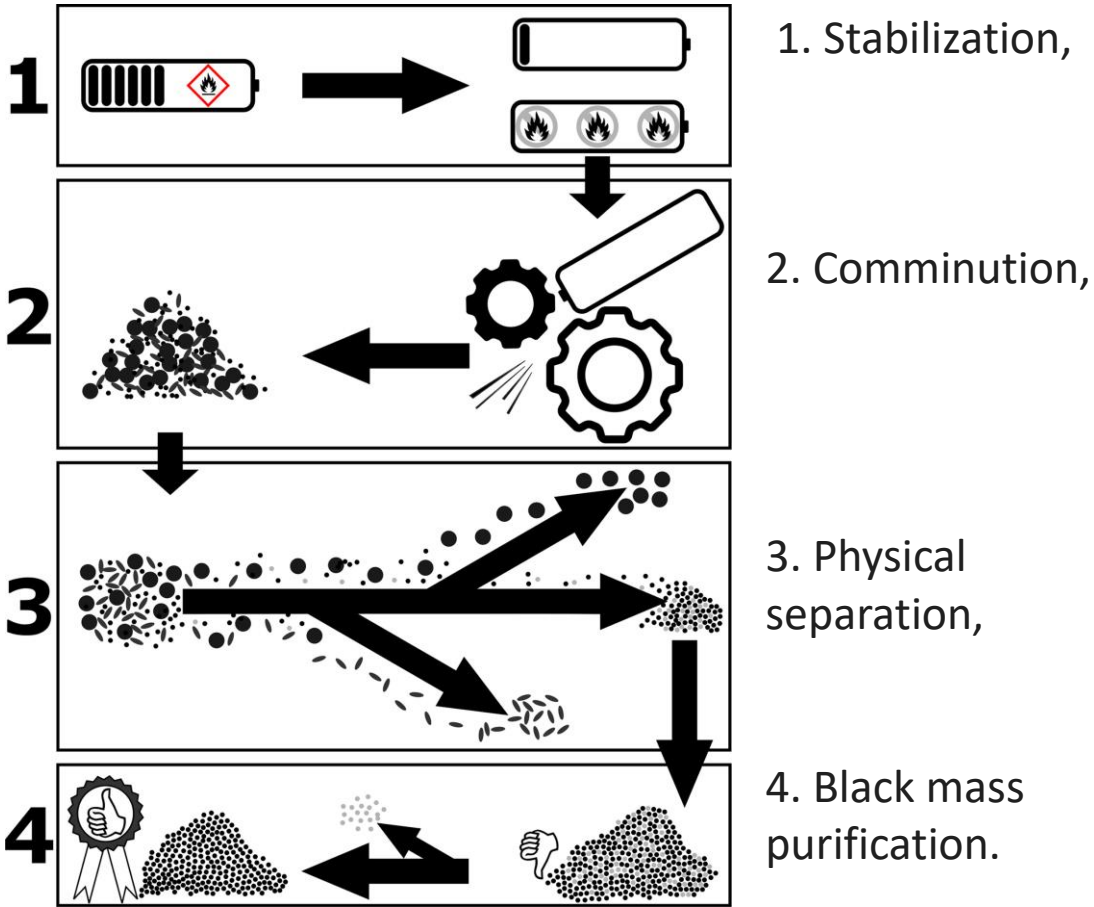 1
1. Stabilization,
2
2. Comminution,
3
3. Physical
separation,
4
4. Black mass
purification.